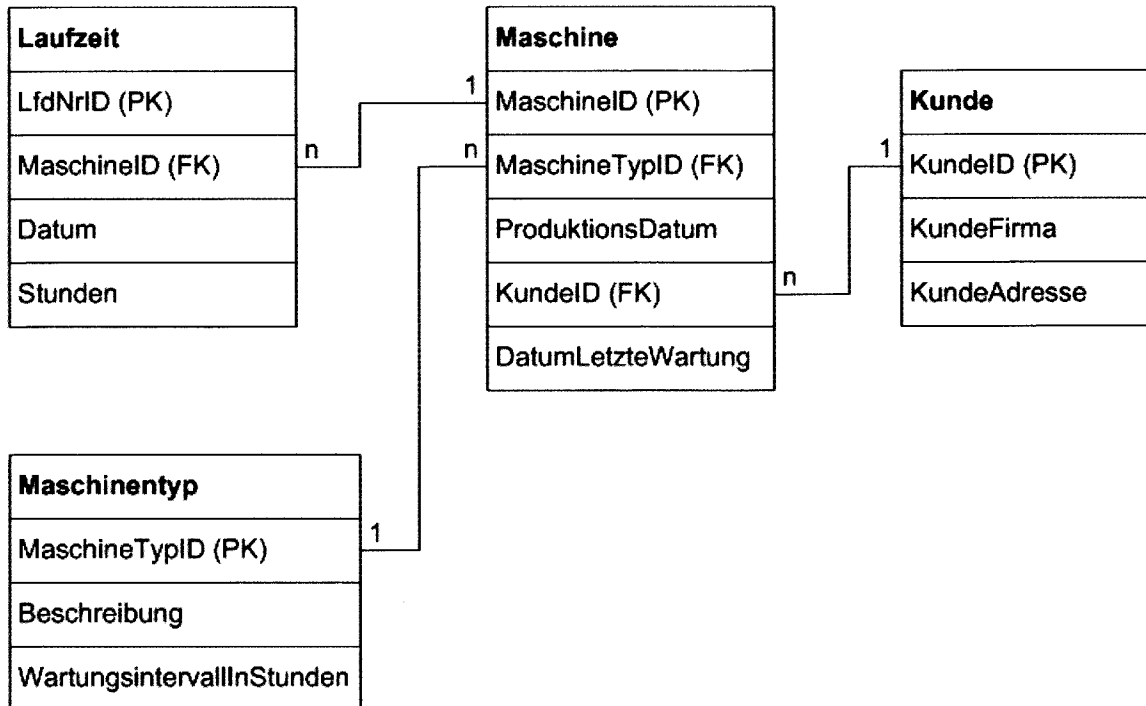 Laufzeit
LfdNrID (PK)
MaschineID (FK)
Datum
Stunden
1
n
Maschine
MaschineID (PK)
MaschineTypID (FK)
ProduktionsDatum
KundeID (FK)
DatumLetzteWartung
n
n
1
Kunde
KundeID (PK)
KundeFirma
KundeAdresse
Maschinentyp
MaschineTypID (PK)
Beschreibung
WartungsintervallInStunden
1